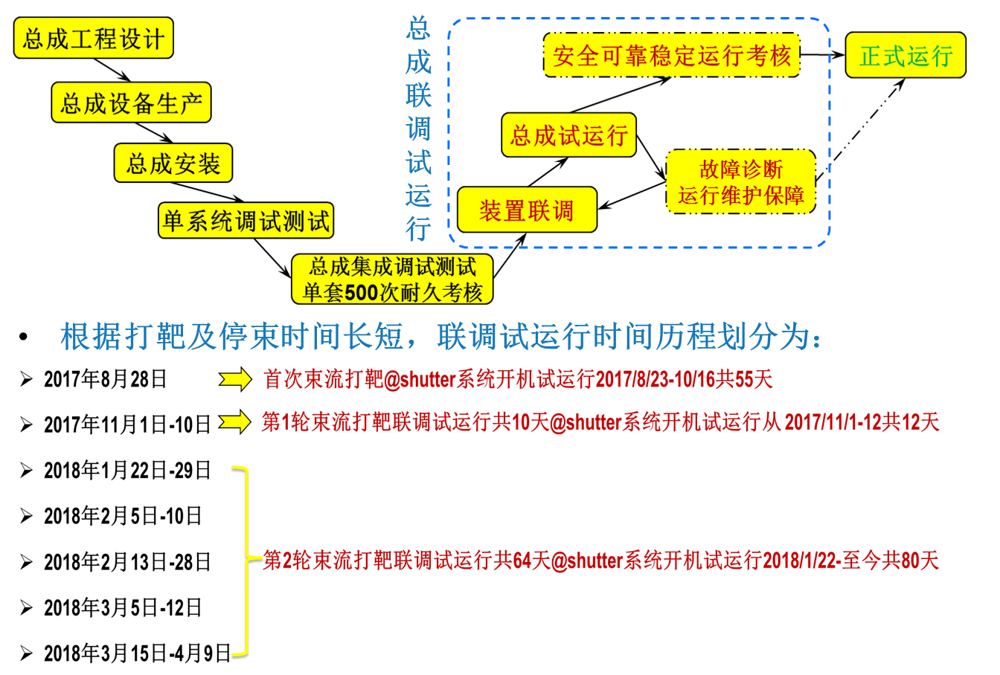 总成工程设计
总成设备生产
总成安装
单系统调试测试
总成集成调试测试
单套500次耐久考核
总成联调试运行
安全可靠稳定运行考核
正式运行
总成试运行
故障诊断
运行维护保障
装置联调
• 根据打靶及停束时间长短，联调试运行时间历程划分为：
➢ 2017年8月28日 首次束流打靶@shutter系统开机试运行2017/8/23-10/16共55天
➢ 2017年11月1日-10日 第1轮束流打靶联调试运行共10天@shutter系统开机试运行从 2017/11/1-12共12天
➢ 2018年1月22日-29日
➢ 2018年2月5日-10日
➢ 2018年2月13日-28日 第2轮束流打靶联调试运行共64天@shutter系统开机试运行2018/1/22-至今共80天
➢ 2018年3月5日-12日
➢ 2018年3月15日-4月9日